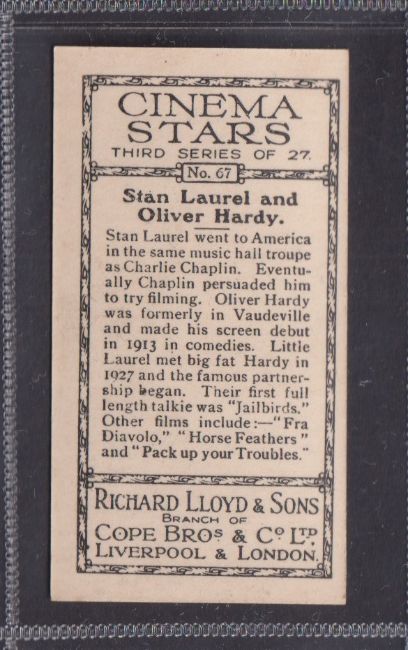 CINEMA
STARS
THIRD SERIES OF 27.
No. 67
Stan Laurel and
Oliver Hardy.
Stan Laurel went to America
in the same music hall troupe
as Charlie Chaplin. Eventu-
ally Chaplin persuaded him
to try filming. Oliver Hardy
was formerly in Vaudeville
and made his screen debut
in 1913 in comedies. Little
Laurel met big fat Hardy in
1927 and the famous partner-
ship began. Their first full
length talkie was "Jailbirds."
Other films include:—"Fra
Diavolo," "Horse Feathers"
and "Pack up your Troubles."
RICHARD LLOYD & SONS
BRANCH OF
COPE BROS & CO LTD
LIVERPOOL & LONDON.